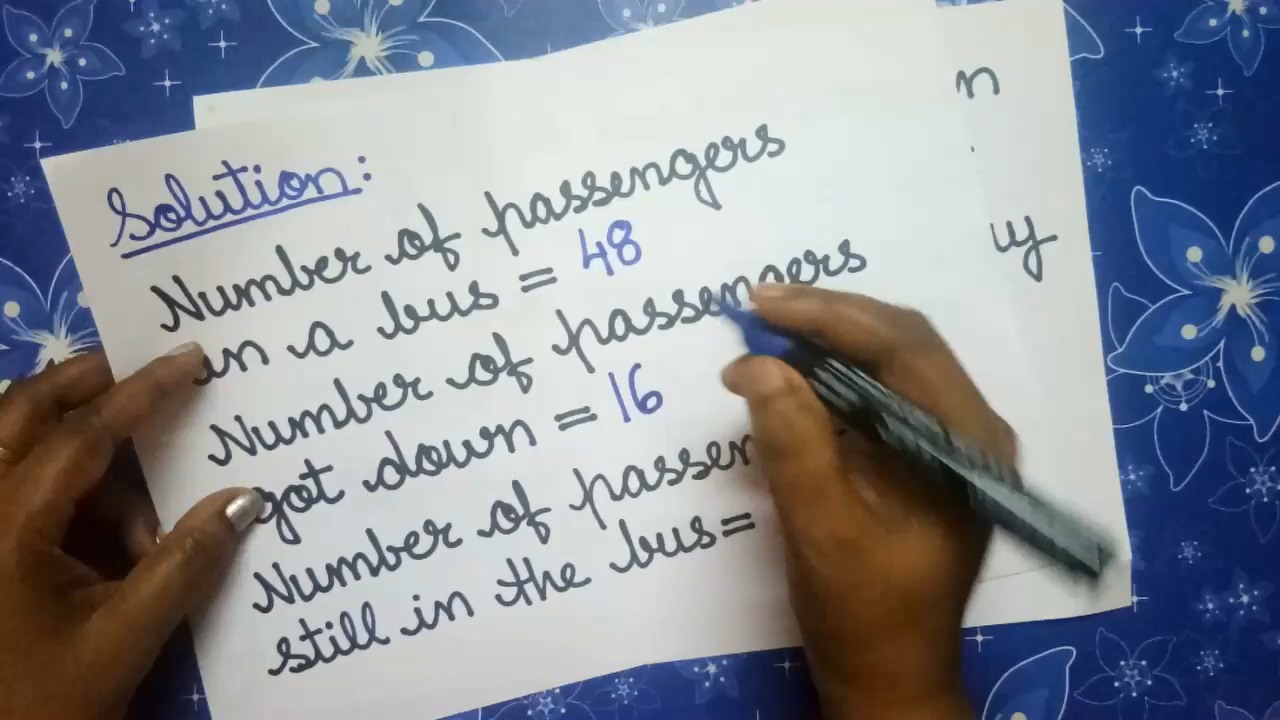 Solution:
Number of passengers
in a bus = 48
Number of passengers
got down = 16
Number of
still in the bus=